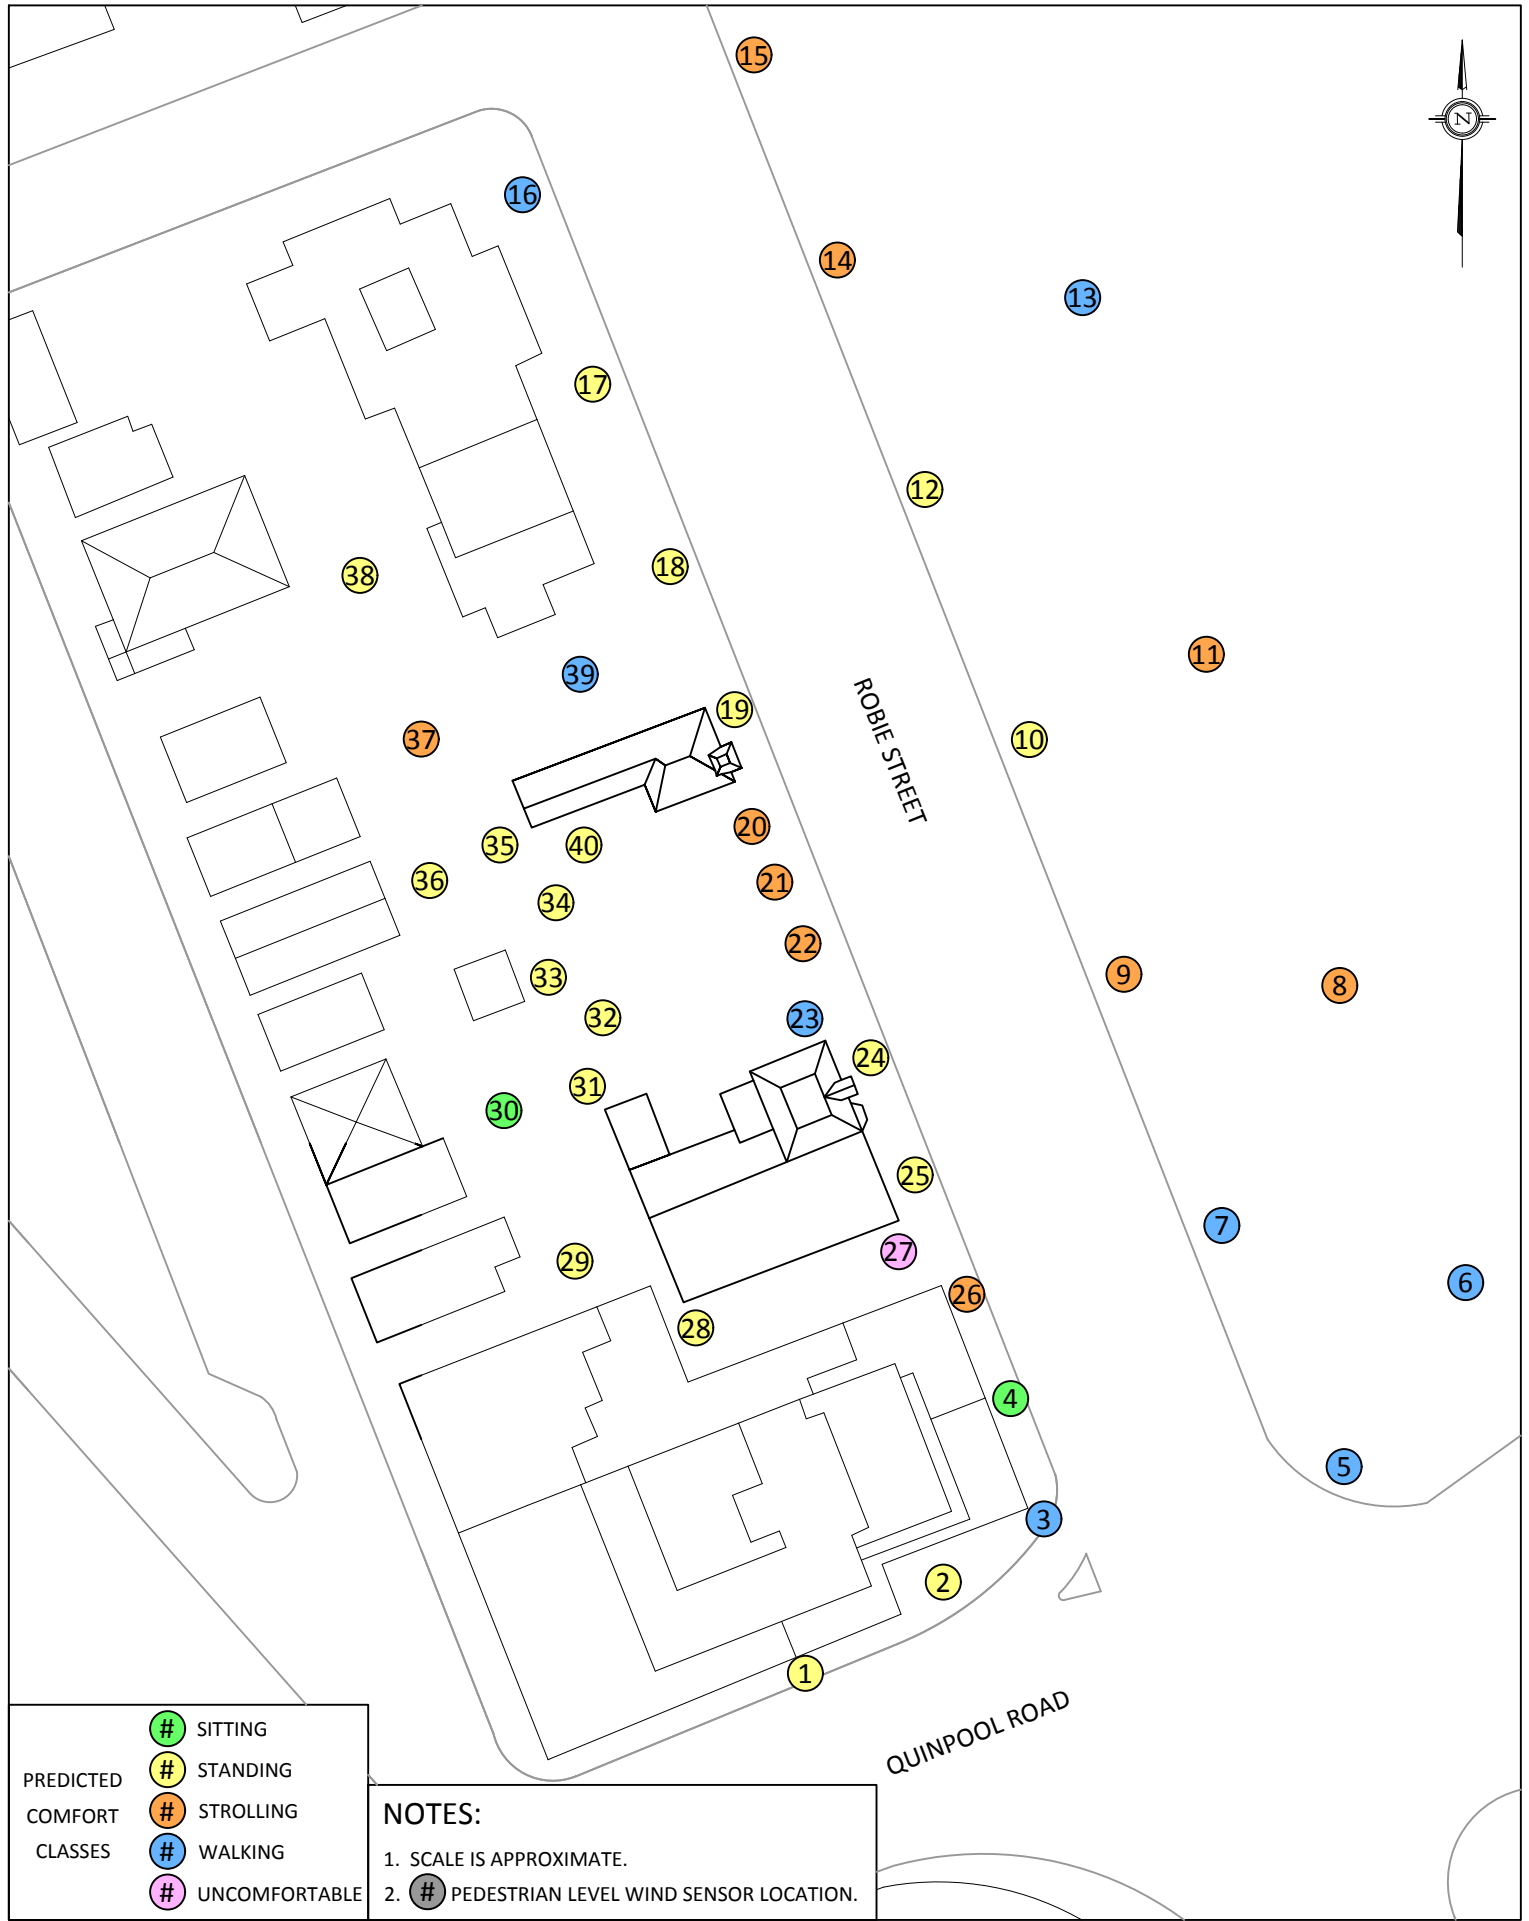 15
N
16
14
13
17
12
18
38
11
39
19
10
37
ROBIE STREET
20
35
40
36
21
34
22
9
33
8
32
23
24
31
30
25
7
27
29
6
26
28
4
5
3
2
1
QUINPOOL ROAD
PREDICTED
COMFORT
CLASSES
# SITTING
# STANDING
# STROLLING
# WALKING
# UNCOMFORTABLE
NOTES:
1. SCALE IS APPROXIMATE.
2. # PEDESTRIAN LEVEL WIND SENSOR LOCATION.